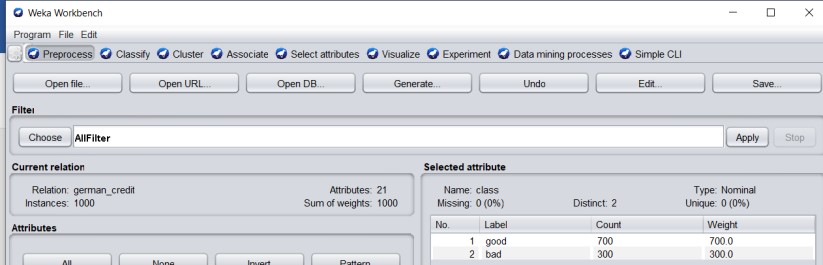 Weka Workbench
Program File Edit
Preprocess Classify Cluster Associate Select attributes Visualize Experiment Data mining processes Simple CLI
Open file... Open URL... Open DB... Generate... Undo Edit... Save...
Filter
Choose AllFilter Apply Stop
Current relation
Relation: german_credit Attributes: 21
Instances: 1000 Sum of weights: 1000
Attributes
All None Invert Pattern
Selected attribute
Name: class Type: Nominal
Missing: 0 (0%) Distinct: 2 Unique: 0 (0%)
No. Label Count Weight
1 good 700 700.0
2 bad 300 300.0